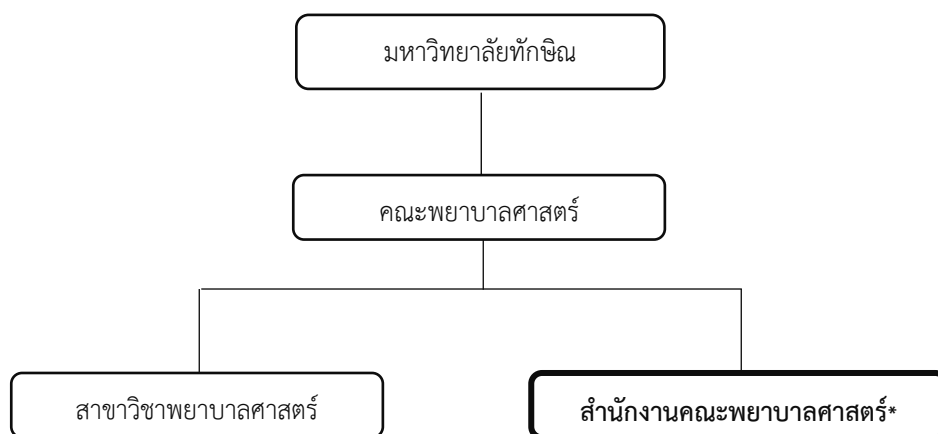 มหาวิทยาลัยทักษิณ
คณะพยาบาลศาสตร์
สาขาวิชาพยาบาลศาสตร์
สำนักงานคณะพยาบาลศาสตร์*